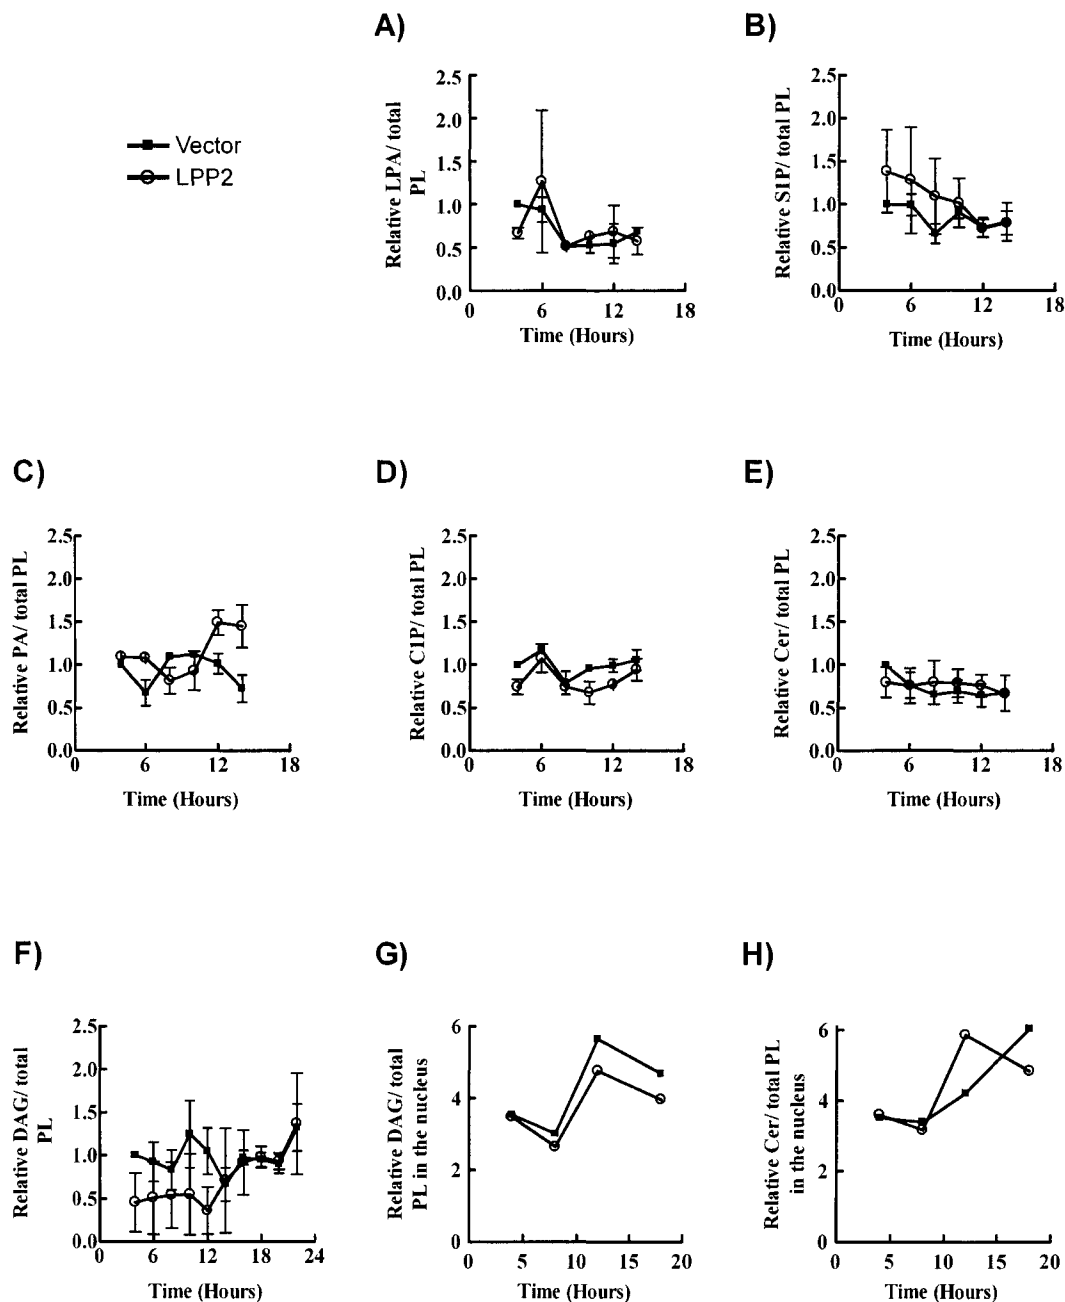 A)
B)
Vector
LPP2
Relative LPA/ total
PL
2.5
2.0
1.5
1.0
0.5
0.0
0
6
12
18
Time (Hours)
Relative S1P/ total PL
2.5
2.0
1.5
1.0
0.5
0.0
0
6
12
18
Time (Hours)
C)
D)
E)
Relative PA/ total PL
2.5
2.0
1.5
1.0
0.5
0.0
0
6
12
18
Time (Hours)
Relative C1P/ total PL
2.5
2.0
1.5
1.0
0.5
0.0
0
6
12
18
Time (Hours)
Relative Cer/ total PL
2.5
2.0
1.5
1.0
0.5
0.0
0
6
12
18
Time (Hours)
F)
G)
H)
Relative DAG/ total
PL
2.5
2.0
1.5
1.0
0.5
0.0
0
6
12
18
24
Time (Hours)
Relative DAG/ total
PL in the nucleus
6
4
2
0
0
5
10
15
20
Time (Hours)
Relative Cer/ total PL
in the nucleus
6
4
2
0
0
5
10
15
20
Time (Hours)